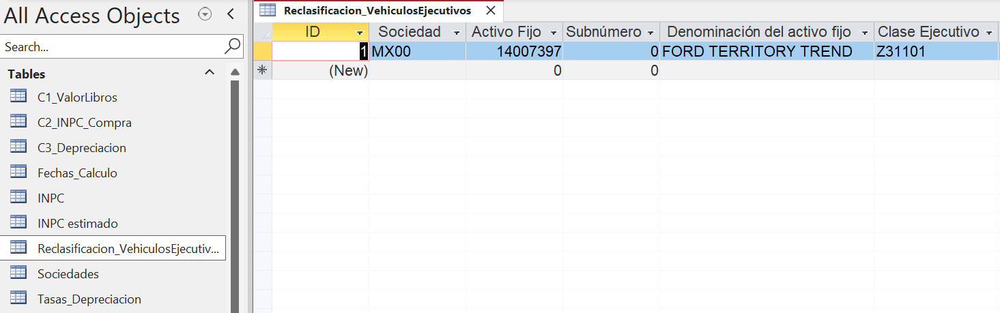 All Access Objects
Search...
Tables
C1_ValorLibros
C2_INPC_Compra
C3_Depreciacion
Fechas_Calculo
INPC
INPC estimado
Reclasificacion_VehiculosEjecutiv...
Sociedades
Tasas_Depreciacion
Reclasificacion_VehiculosEjecutivos
ID Sociedad Activo Fijo Subnúmero Denominación del activo fijo Clase Ejecutivo
1 MX00 14007397 0 FORD TERRITORY TREND Z31101
(New) 0 0